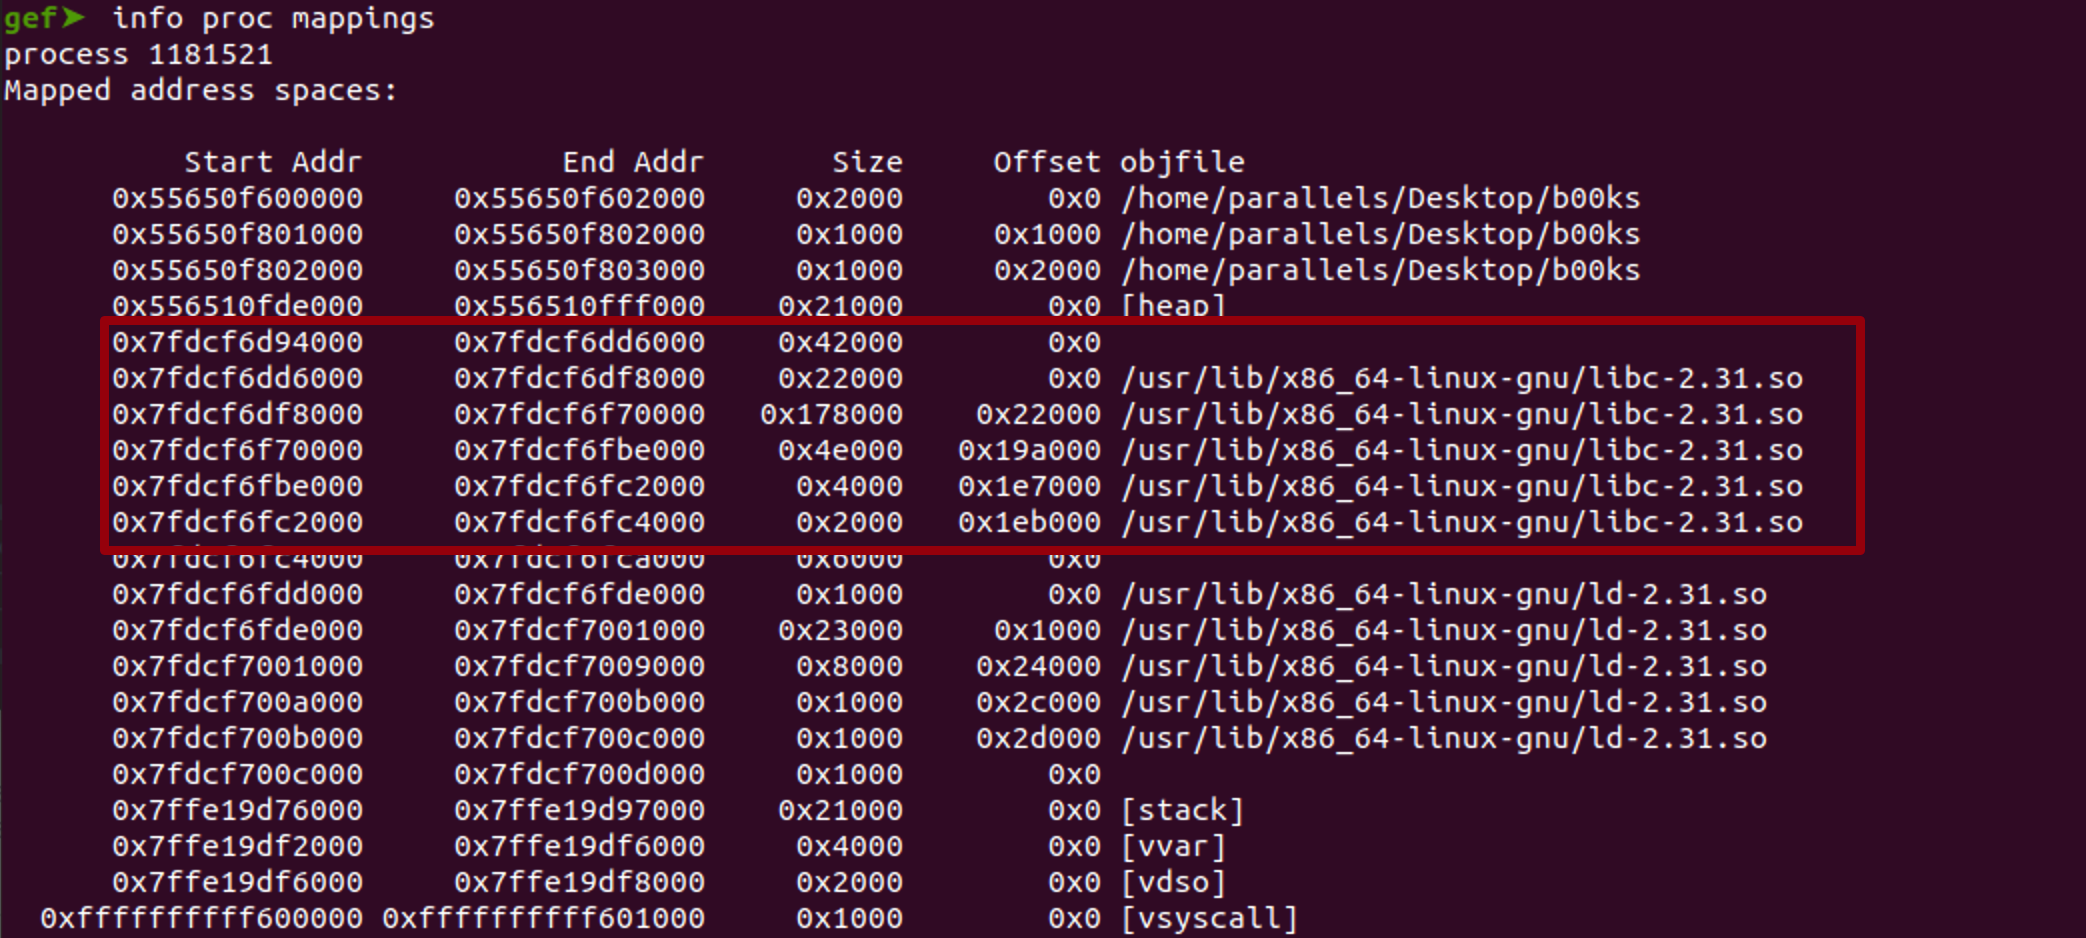 gef➤ info proc mappings
process 1181521
Mapped address spaces:
Start Addr End Addr Size Offset objfile
0x55650f600000 0x55650f602000 0x2000 0x0 /home/parallels/Desktop/b00ks
0x55650f801000 0x55650f802000 0x1000 0x1000 /home/parallels/Desktop/b00ks
0x55650f802000 0x55650f803000 0x1000 0x2000 /home/parallels/Desktop/b00ks
0x556510fde000 0x556510fff000 0x21000 0x0 [heap]
0x7fdcf6d94000 0x7fdcf6dd6000 0x42000 0x0
0x7fdcf6dd6000 0x7fdcf6df8000 0x22000 0x0 /usr/lib/x86_64-linux-gnu/libc-2.31.so
0x7fdcf6df8000 0x7fdcf6f70000 0x178000 0x22000 /usr/lib/x86_64-linux-gnu/libc-2.31.so
0x7fdcf6f70000 0x7fdcf6fbe000 0x4e000 0x19a000 /usr/lib/x86_64-linux-gnu/libc-2.31.so
0x7fdcf6fbe000 0x7fdcf6fc2000 0x4000 0x1e7000 /usr/lib/x86_64-linux-gnu/libc-2.31.so
0x7fdcf6fc2000 0x7fdcf6fc4000 0x2000 0x1eb000 /usr/lib/x86_64-linux-gnu/libc-2.31.so
0x7fdcf6fc4000 0x7fdcf6fca000 0x6000 0x0
0x7fdcf6fdd000 0x7fdcf6fde000 0x1000 0x0 /usr/lib/x86_64-linux-gnu/ld-2.31.so
0x7fdcf6fde000 0x7fdcf7001000 0x23000 0x1000 /usr/lib/x86_64-linux-gnu/ld-2.31.so
0x7fdcf7001000 0x7fdcf7009000 0x8000 0x24000 /usr/lib/x86_64-linux-gnu/ld-2.31.so
0x7fdcf700a000 0x7fdcf700b000 0x1000 0x2c000 /usr/lib/x86_64-linux-gnu/ld-2.31.so
0x7fdcf700b000 0x7fdcf700c000 0x1000 0x2d000 /usr/lib/x86_64-linux-gnu/ld-2.31.so
0x7fdcf700c000 0x7fdcf700d000 0x1000 0x0
0x7ffe19d76000 0x7ffe19d97000 0x21000 0x0 [stack]
0x7ffe19df2000 0x7ffe19df6000 0x4000 0x0 [vvar]
0x7ffe19df6000 0x7ffe19df8000 0x2000 0x0 [vdso]
0xffffffffff600000 0xffffffffff601000 0x1000 0x0 [vsyscall]